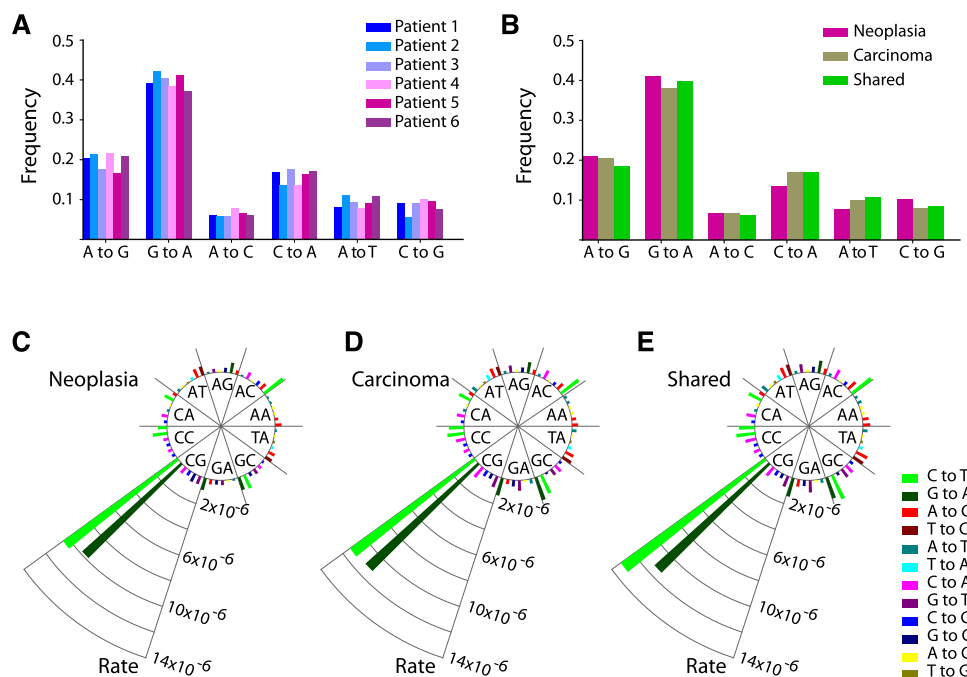 A
0.5
0.4
0.3
0.2
0.1
Frequency
A to G
G to A
A to C
C to A
A to T
C to G
Patient 1
Patient 2
Patient 3
Patient 4
Patient 5
Patient 6
B
0.5
0.4
0.3
0.2
0.1
Frequency
A to G
G to A
A to C
C to A
A to T
C to G
Neoplasia
Carcinoma
Shared
C
Neoplasia
AT
AG
AC
AA
TA
GC
GA
CG
CC
CA
2x10⁻⁶
6x10⁻⁶
10x10⁻⁶
14x10⁻⁶
Rate
D
Carcinoma
AT
AG
AC
AA
TA
GC
GA
CG
CC
CA
2x10⁻⁶
6x10⁻⁶
10x10⁻⁶
14x10⁻⁶
Rate
E
Shared
AT
AG
AC
AA
TA
GC
GA
CG
CC
CA
2x10⁻⁶
6x10⁻⁶
10x10⁻⁶
14x10⁻⁶
Rate
C to T
G to A
A to
T to C
A to T
T to A
C to A
G to T
C to
G to C
A to
T to G